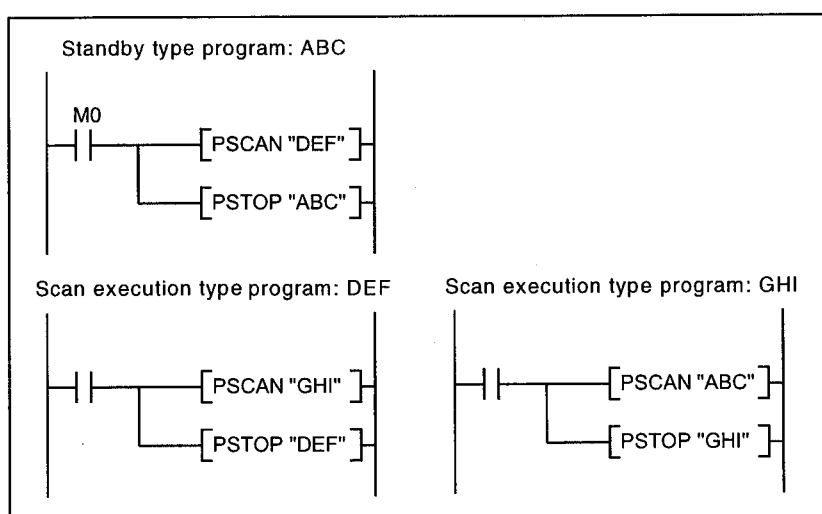 Standby type program: ABC
M0
PSCAN "DEF"
PSTOP "ABC"
Scan execution type program: DEF
PSCAN "GHI"
PSTOP "DEF"
Scan execution type program: GHI
PSCAN "ABC"
PSTOP "GHI"